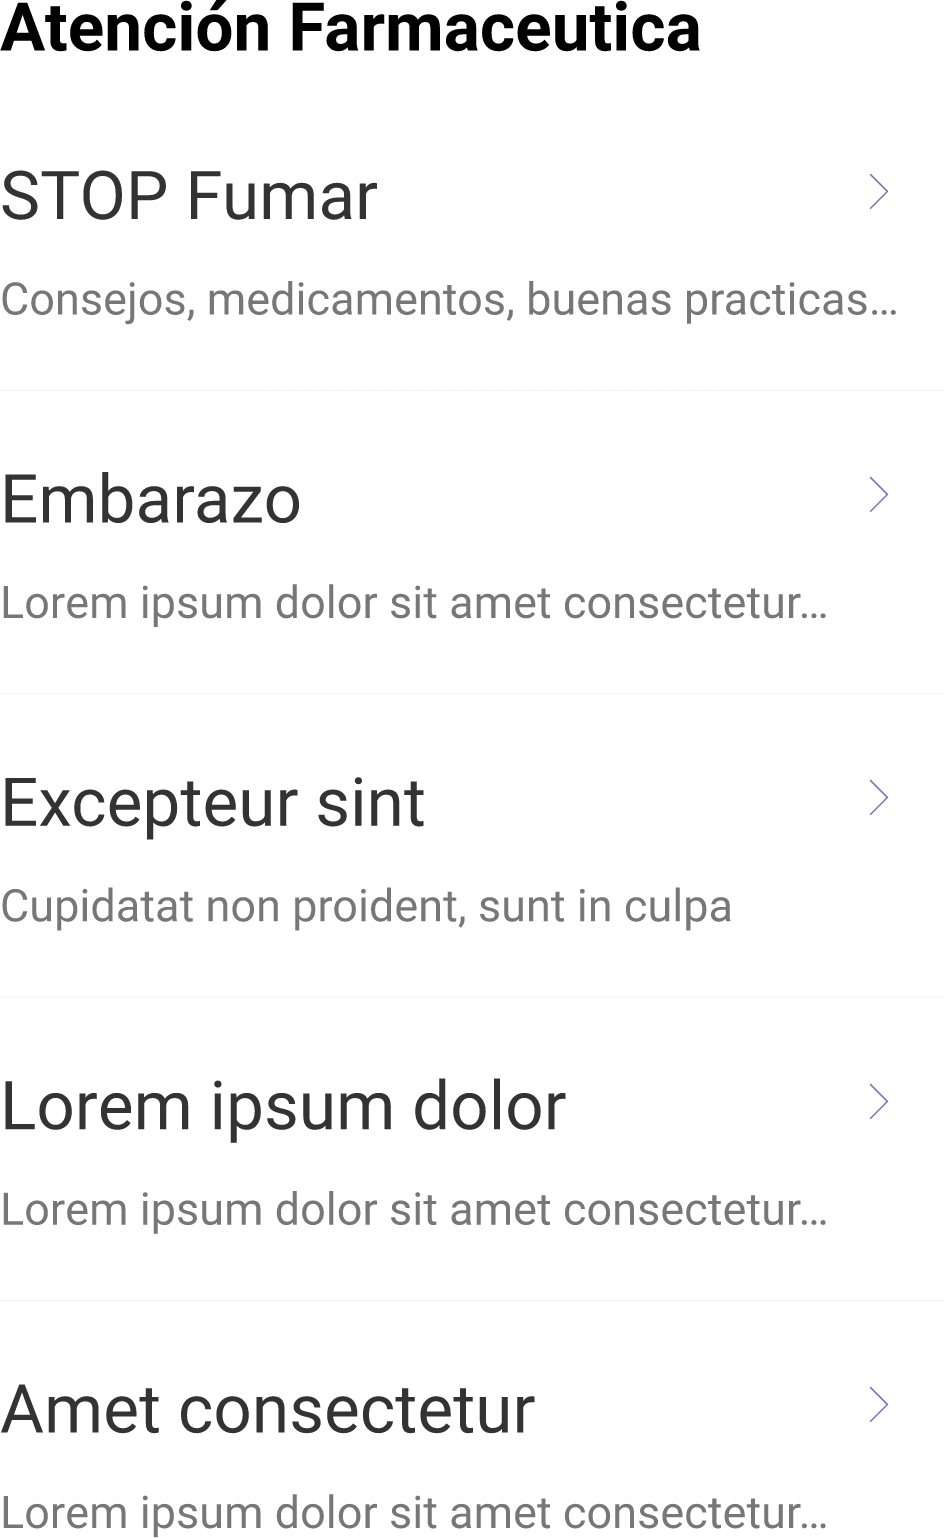 Atención Farmaceutica
STOP Fumar
Consejos, medicamentos, buenas practicas...
Embarazo
Lorem ipsum dolor sit amet consectetur...
Excepteur sint
Cupidatat non proident, sunt in culpa
Lorem ipsum dolor
Lorem ipsum dolor sit amet consectetur...
Amet consectetur
Lorem ipsum dolor sit amet consectetur...